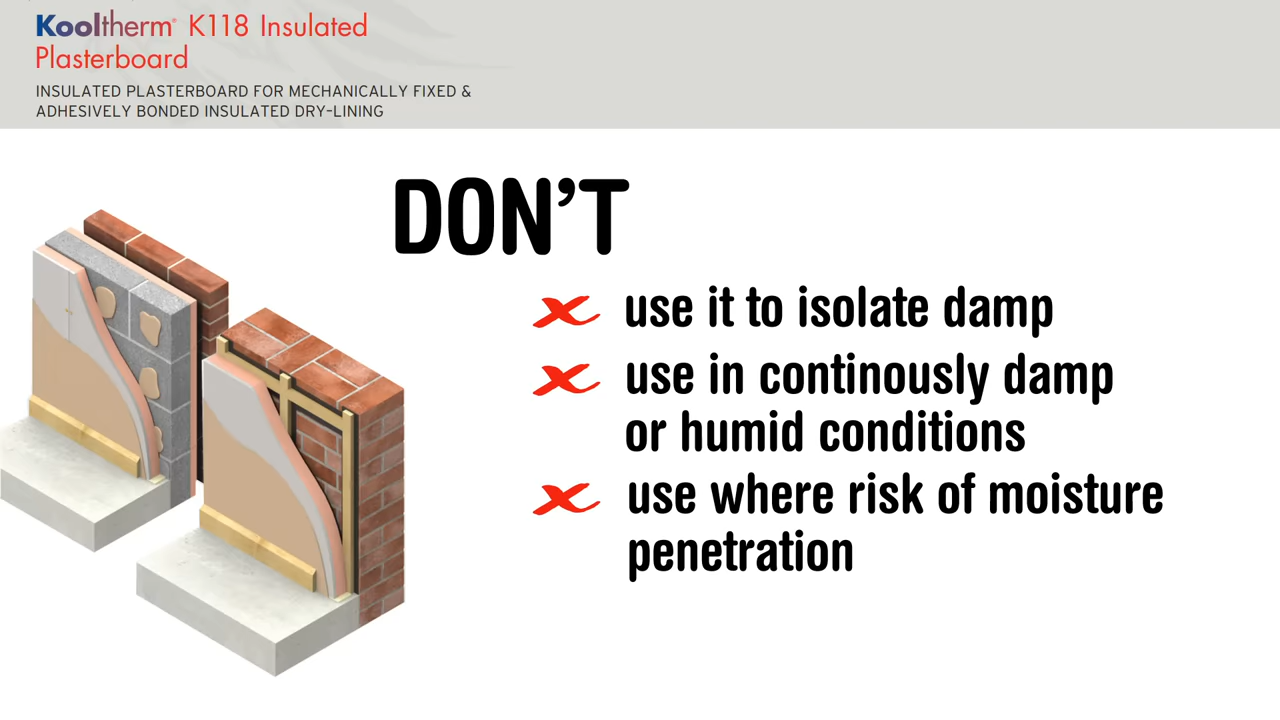 Kooltherm® K118 Insulated
Plasterboard
INSULATED PLASTERBOARD FOR MECHANICALLY FIXED &
ADHESIVELY BONDED INSULATED DRY-LINING
DON'T
use it to isolate damp
use in continously damp
or humid conditions
use where risk of moisture
penetration